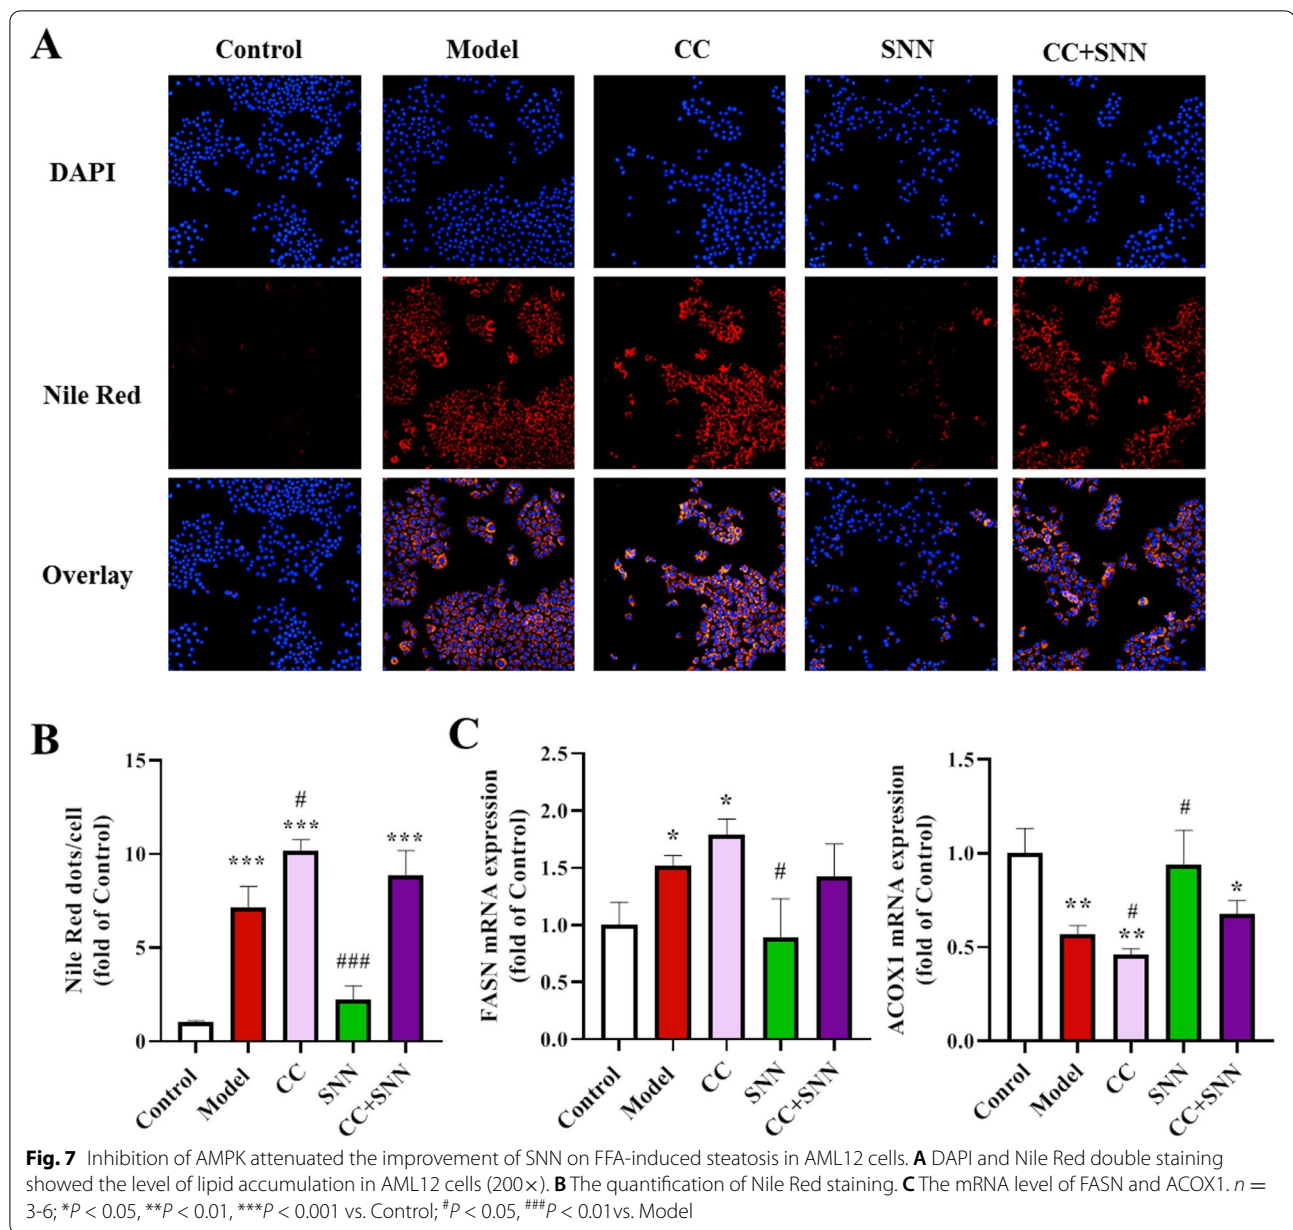 A
Control Model CC SNN CC+SNN
DAPI
Nile Red
Overlay
B
Nile Red dots/cell
(fold of Control)
15
10
5
0
***
#
***
###
***
Control
Model
CC
SNN
CC+SNN
C
FASN mRNA expression
(fold of Control)
2.5
2.0
1.5
1.0
0.5
0.0
*
*
#
Control
Model
CC
SNN
CC+SNN
ACOX1 mRNA expression
(fold of Control)
1.5
1.0
0.5
0.0
**
#
**
#
*
Conrol
Model
CC
SNN
CC+SNN
Fig. 7 Inhibition of AMPK attenuated the improvement of SNN on FFA-induced steatosis in AML12 cells. A DAPI and Nile Red double staining
showed the level of lipid accumulation in AML12 cells (200×). B The quantification of Nile Red staining. C The mRNA level of FASN and ACOX1. n =
3-6; *P < 0.05, **P < 0.01, ***P < 0.001 vs. Control; #P < 0.05, ###P < 0.01vs. Model